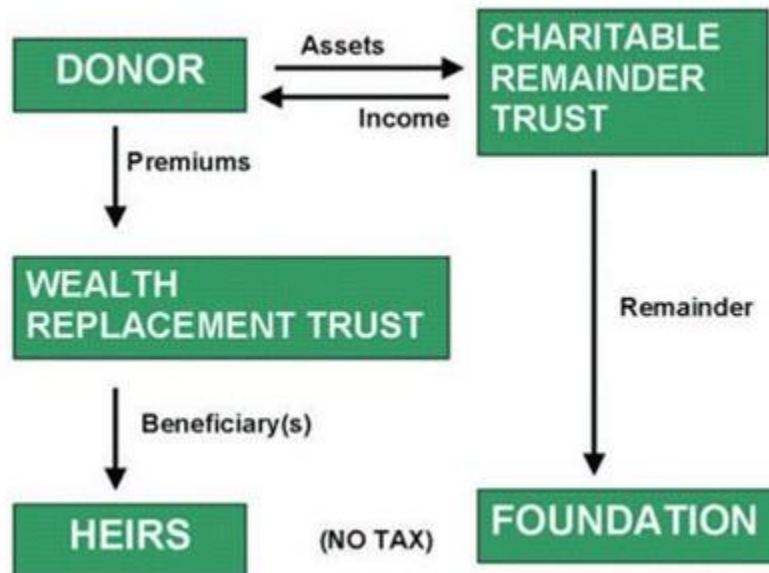 DONOR
Assets
Income
CHARITABLE
REMAINDER
TRUST
Premiums
WEALTH
REPLACEMENT TRUST
Remainder
Beneficiary(s)
HEIRS
(NO TAX)
FOUNDATION